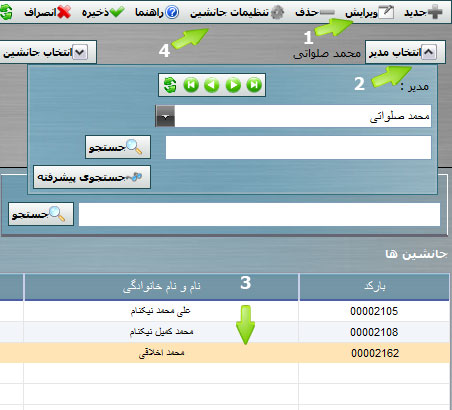 جدید ویرایش حذف تنظیمات جانشین راهنما ذخیره انصراف
1
4
انتخاب مدیر محمد صلواتی انتخاب جانشین
2
مدیر :
محمد صلواتی
جستجو
جستجوی پیشرفته
جستجو
جانشین ها
بارکد نام و نام خانوادگی 3
00002105 علی محمد نیکنام
00002108 محمد کمیل نیکنام
00002162 محمد اخلاقی